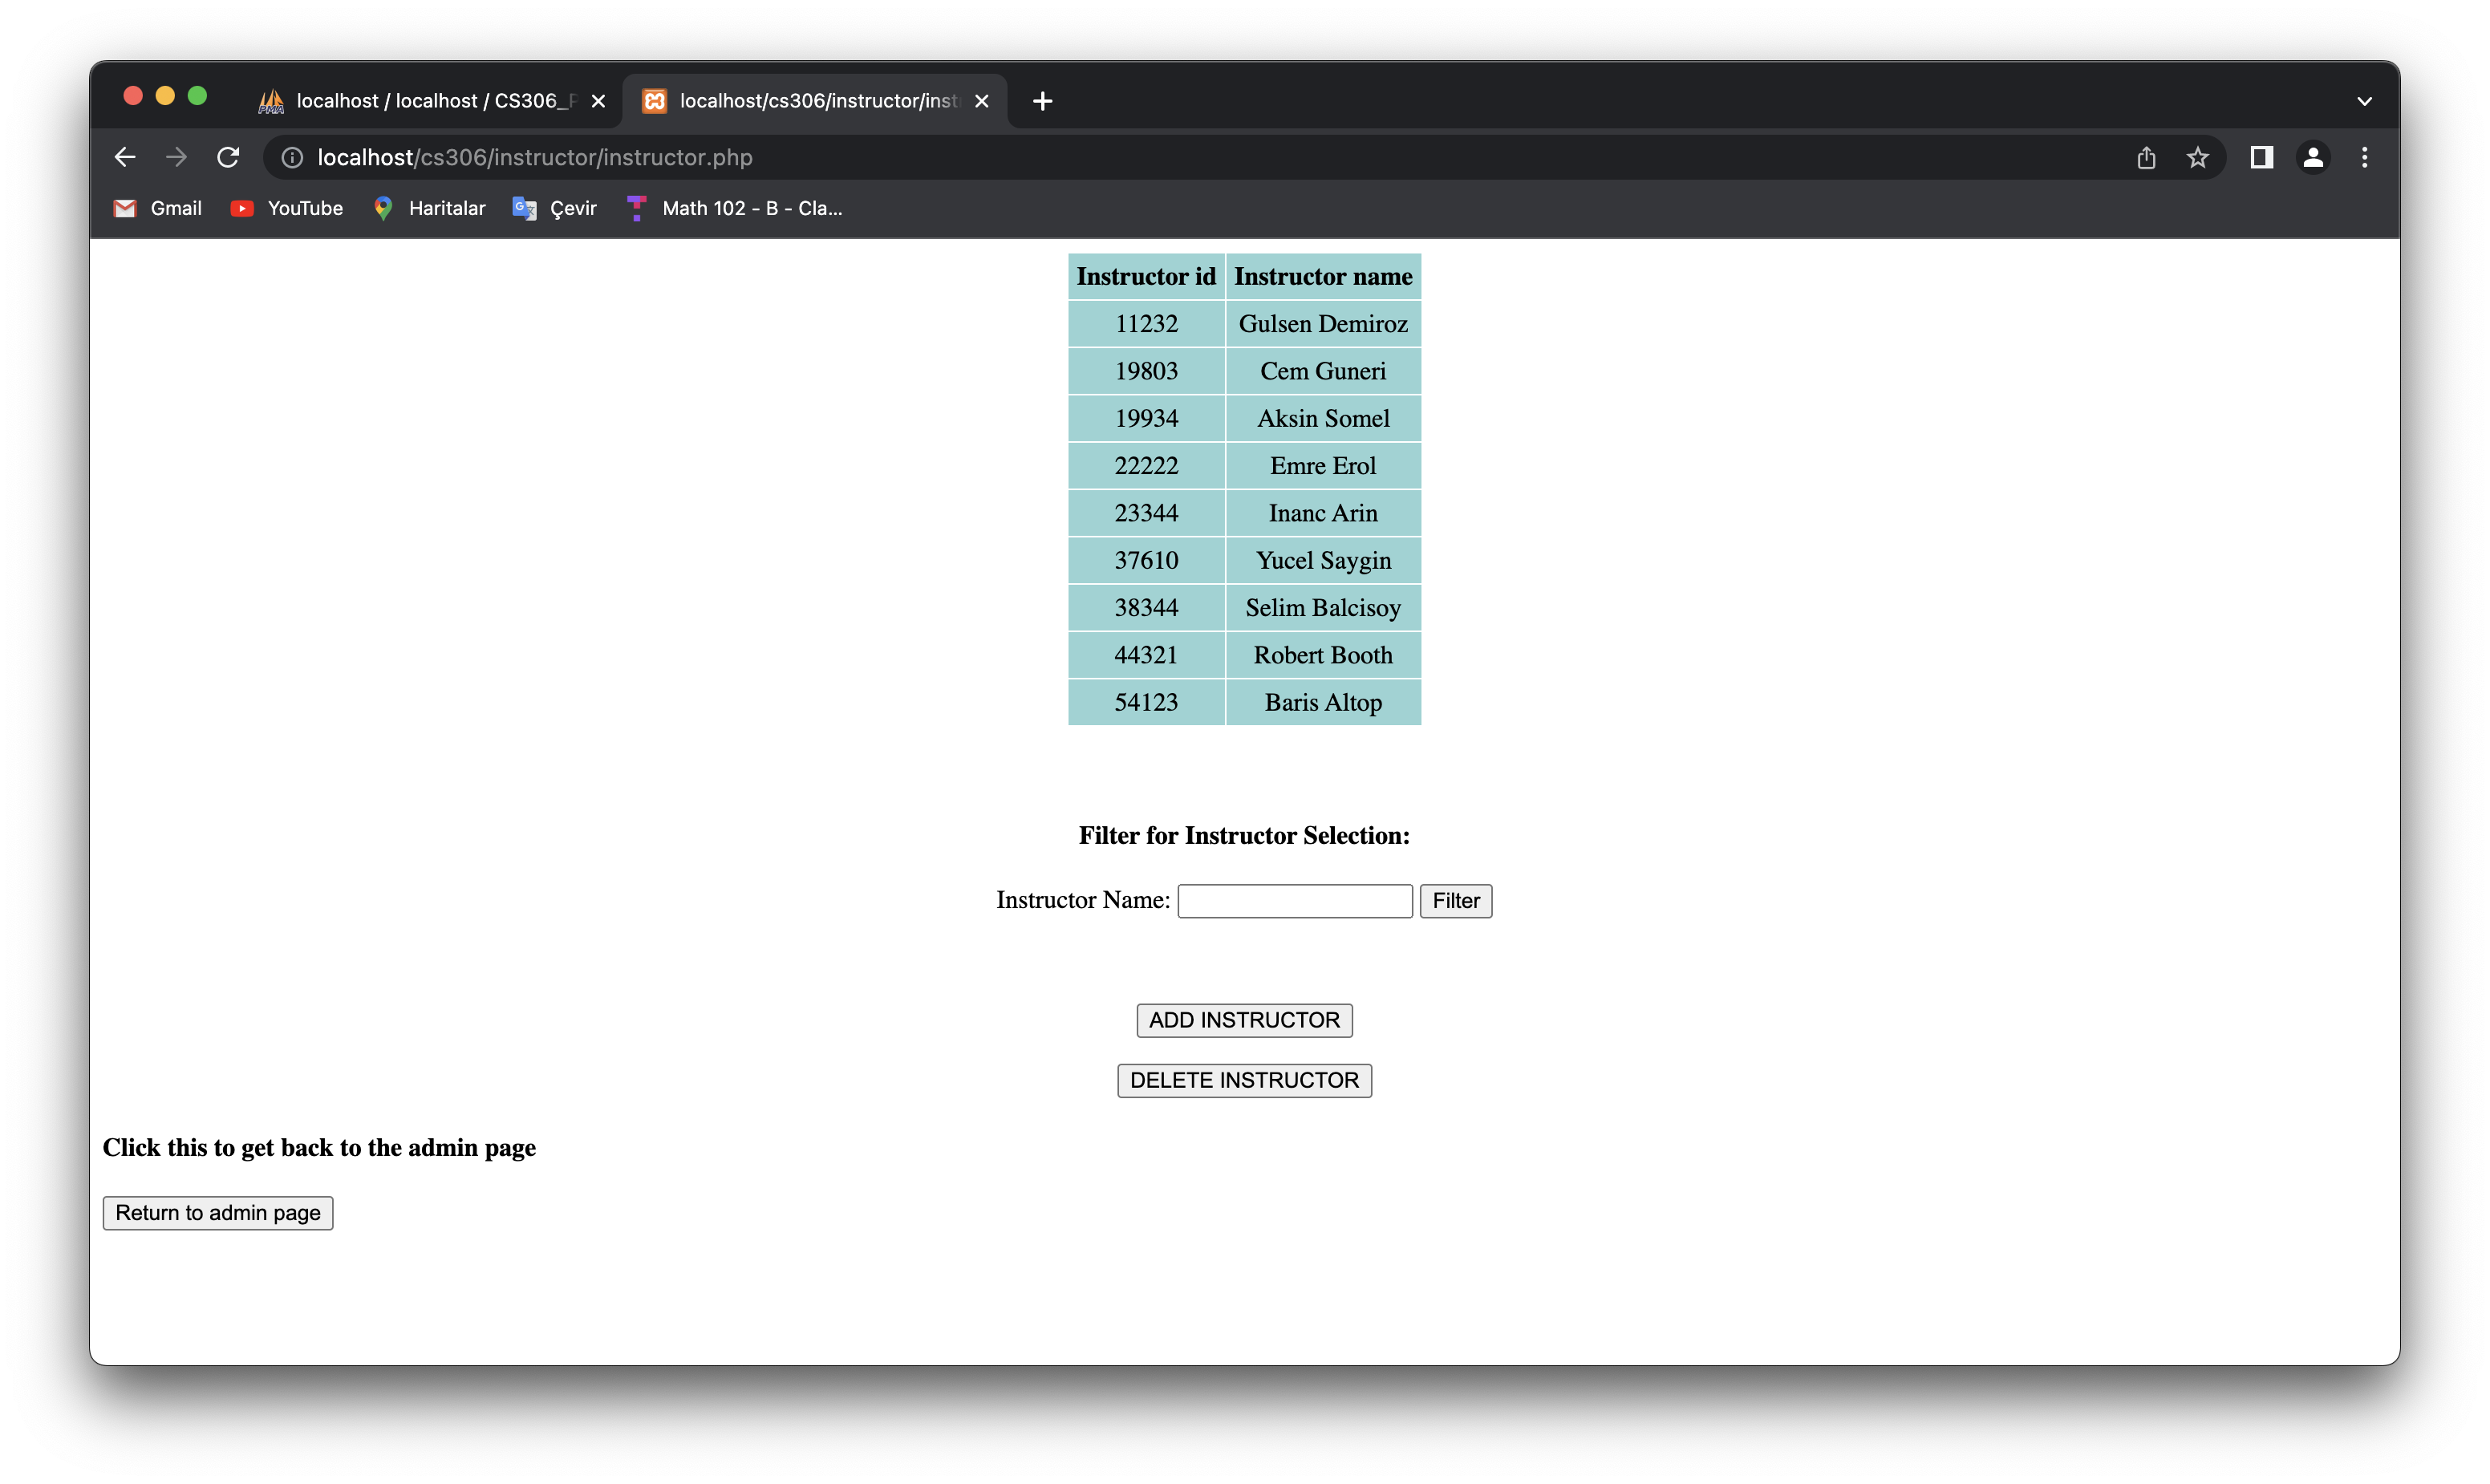 localhost / localhost / CS306_P
localhost/cs306/instructor/inst
localhost/cs306/instructor/instructor.php
Gmail YouTube Haritalar Çevir Math 102 - B - Cla...
Instructor id Instructor name
11232 Gulsen Demiroz
19803 Cem Guneri
19934 Aksin Somel
22222 Emre Erol
23344 Inanc Arin
37610 Yucel Saygin
38344 Selim Balcisoy
44321 Robert Booth
54123 Baris Altop
Filter for Instructor Selection:
Instructor Name: Filter
ADD INSTRUCTOR
DELETE INSTRUCTOR
Click this to get back to the admin page
Return to admin page